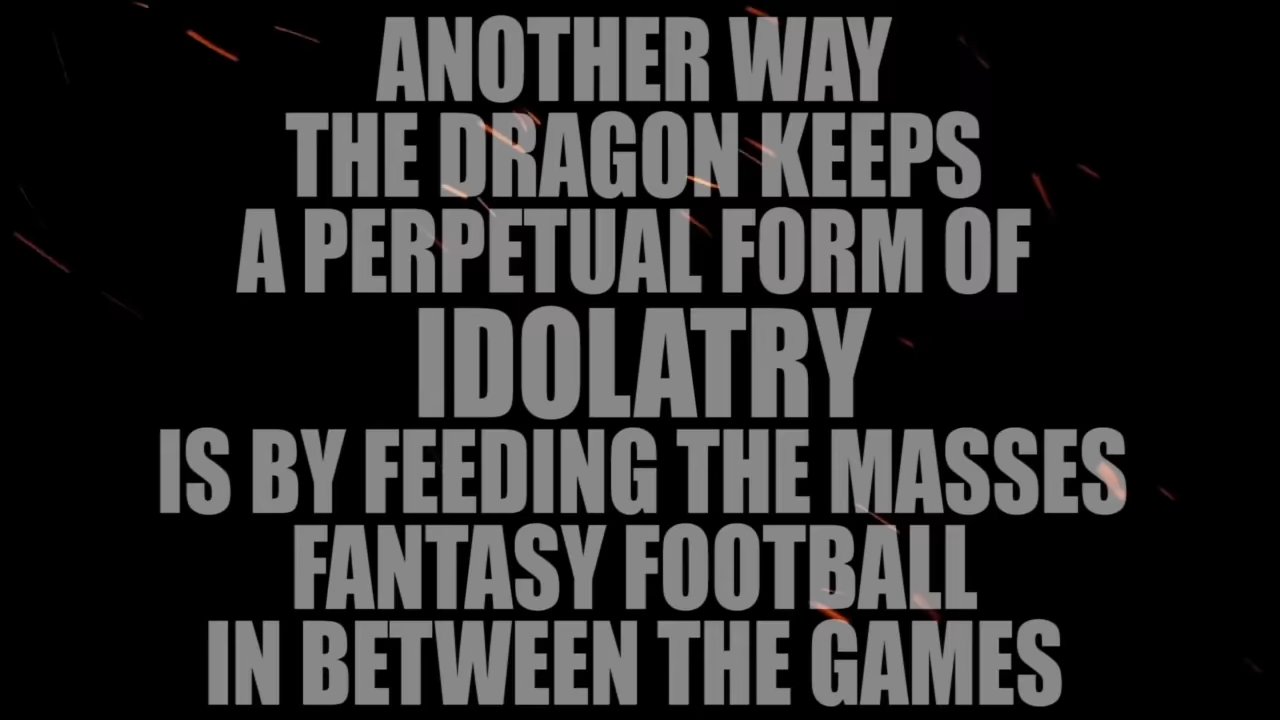 ANOTHER WAY
THE DRAGON KEEPS
A PERPETUAL FORM OF
IDOLATRY
IS BY FEEDING THE MASSES
FANTASY FOOTBALL
IN BETWEEN THE GAMES